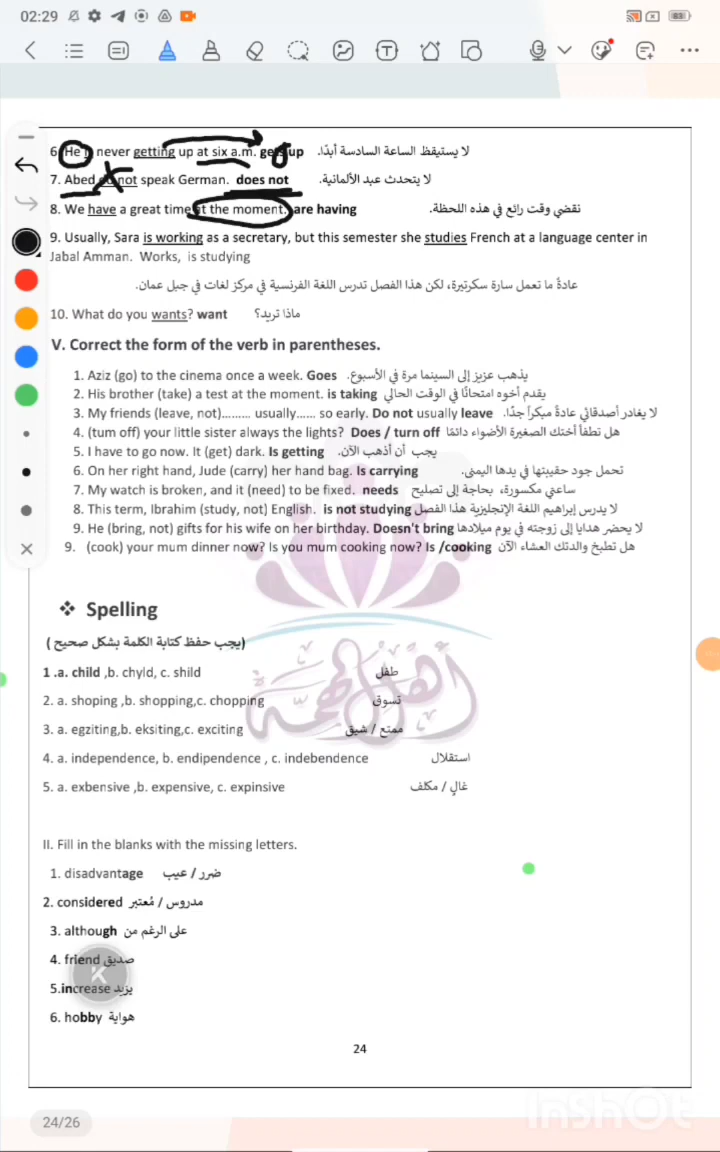 02:29
6. He is never getting up at six a.m. gets up لا يستيقظ الساعة السادسة أبدًا.
7. Abed do not speak German. does not لا يتحدث عبد الألمانية.
8. We have a great time at the moment. are having نقضي وقت رائع في هذه اللحظة.
9. Usually, Sara is working as a secretary, but this semester she studies French at a language center in
Jabal Amman. Works, is studying
عادةً ما تعمل سارة سكرتيرة، لكن هذا الفصل تدرس اللغة الفرنسية في مركز لغات في جبل عمان.
10. What do you wants? want ماذا تريد؟
V. Correct the form of the verb in parentheses.
1. Aziz (go) to the cinema once a week. Goes يذهب عزيز إلى السينما مرة في الأسبوع.
2. His brother (take) a test at the moment. is taking يقدم أخوه امتحانًا في الوقت الحالي
3. My friends (leave, not)......... usually...... so early. Do not usually leave لا يغادر أصدقائي عادةً مبكرًا جدًا.
4. (turn off) your little sister always the lights? Does / turn off هل تطفأ أختك الصغيرة الأضواء دائمًا
5. I have to go now. It (get) dark. Is getting يجب أن أذهب الآن.
6. On her right hand, Jude (carry) her hand bag. Is carrying تحمل جود حقيبتها في يدها اليمنى.
7. My watch is broken, and it (need) to be fixed. needs ساعتي مكسورة، بحاجة إلى تصليح
8. This term, Ibrahim (study, not) English. is not studying لا يدرس إبراهيم اللغة الإنجليزية هذا الفصل
9. He (bring, not) gifts for his wife on her birthday. Doesn't bring لا يحضر هدايا إلى زوجته في يوم ميلادها
9. (cook) your mum dinner now? Is you mum cooking now? Is /cooking هل تطبخ والدتك العشاء الآن
❖ Spelling
(يجب حفظ كتابة الكلمة بشكل صحيح)
1 .a. child ,b. chyld, c. shild طفل
2. a. shoping ,b. shopping,c. chopping تسوق
3. a. egziting,b. eksiting,c. exciting ممتع / شيق
4. a. independence, b. endipendence , c. indebendence استقلال
5. a. exbensive ,b. expensive, c. expinsive غالٍ / مكلف
أهل الهمة
II. Fill in the blanks with the missing letters.
1. disadvantage ضرر / عيب
2. considered مدروس / مُعتبر
3. although على الرغم من
4. friend صديق
5.increase يزيد
6. hobby هواية
24
24/26
InShOt